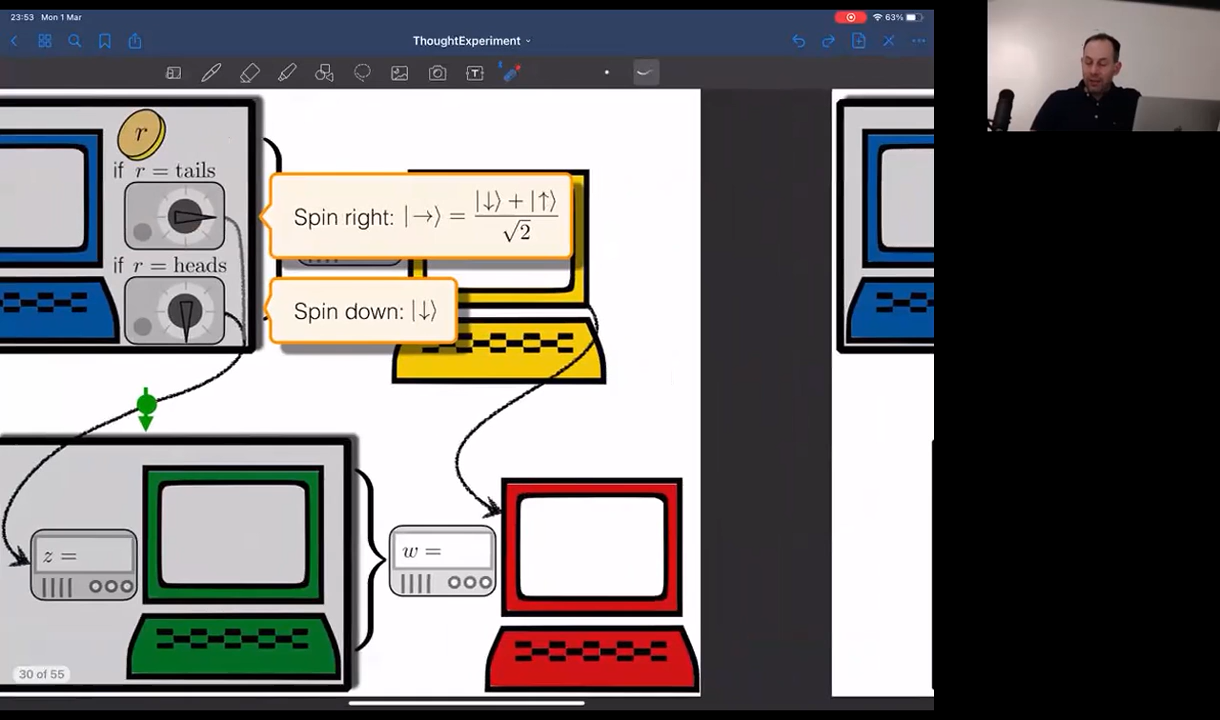 23:53 Mon 1 Mar
63%
ThoughtExperiment
r
if r = tails
Spin right: |→⟩ = (|↓⟩ + |↑⟩)/√2
if r = heads
Spin down: |↓⟩
z =
w =
30 of 55